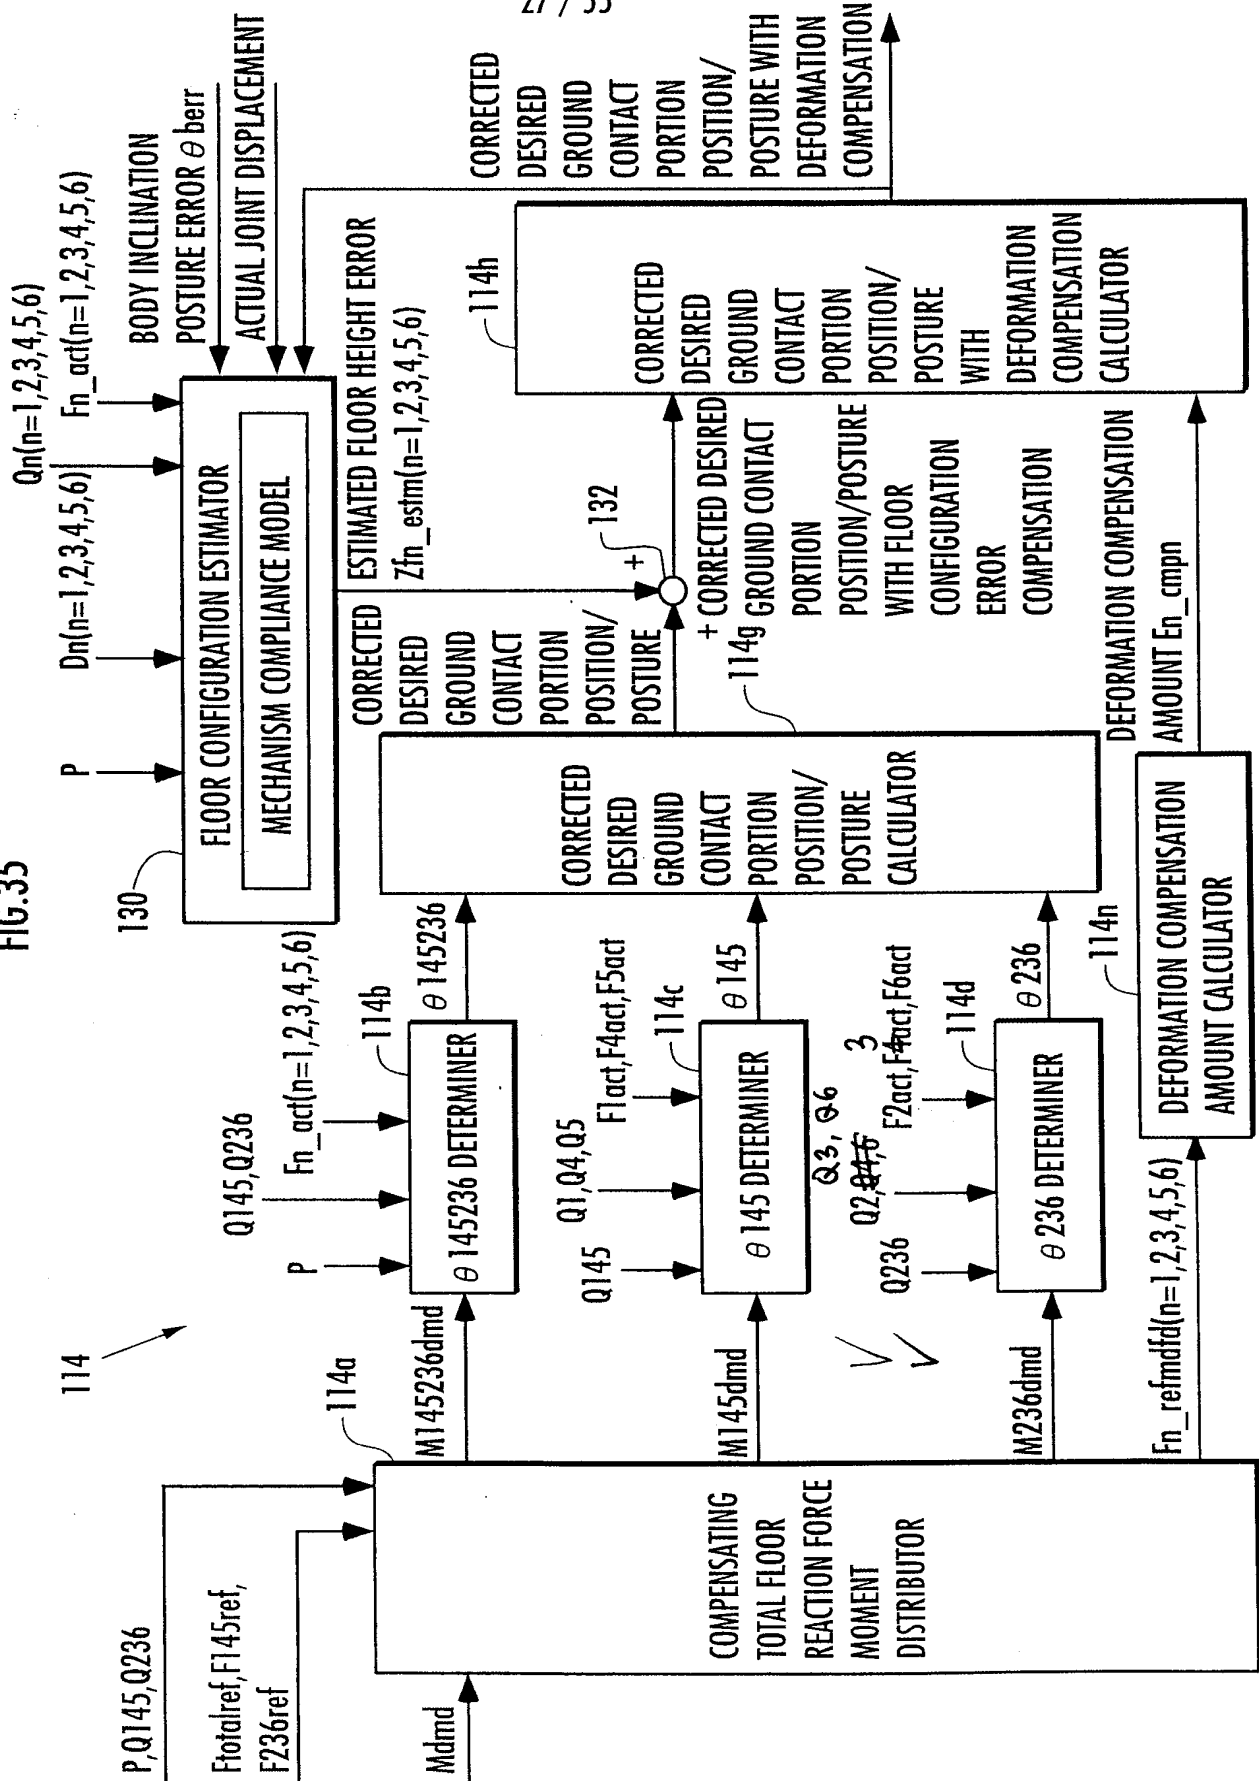 27 / 55
FIG.35
114
P,Q145,Q236
Ftotalref,F145ref,
F236ref
Mdmd
114a
COMPENSATING
TOTAL FLOOR
REACTION FORCE
MOMENT
DISTRIBUTOR
M145236dmd
M145dmd
M236dmd
Fn_refmdfd(n=1,2,3,4,5,6)
P
Q145,Q236
Fn_act(n=1,2,3,4,5,6)
114b
θ145236 DETERMINER
θ145236
Q145
Q1,Q4,Q5
F1act,F4act,F5act
114c
θ145 DETERMINER
θ145
Q3, Q6
Q236
Q2,Q4,6
3
F2act,F4act,F6act
114d
θ236 DETERMINER
θ236
114n
DEFORMATION COMPENSATION
AMOUNT CALCULATOR
DEFORMATION COMPENSATION
AMOUNT En_cmpn
130
P
Dn(n=1,2,3,4,5,6)
Qn(n=1,2,3,4,5,6)
Fn_act(n=1,2,3,4,5,6)
BODY INCLINATION
POSTURE ERROR θberr
ACTUAL JOINT DISPLACEMENT
FLOOR CONFIGURATION ESTIMATOR
MECHANISM COMPLIANCE MODEL
ESTIMATED FLOOR HEIGHT ERROR
Zfn_estm(n=1,2,3,4,5,6)
CORRECTED
DESIRED
GROUND
CONTACT
PORTION
POSITION/
POSTURE
CALCULATOR
114g
CORRECTED
DESIRED
GROUND
CONTACT
PORTION
POSITION/
POSTURE
132
+
+
CORRECTED DESIRED
GROUND CONTACT
PORTION
POSITION/POSTURE
WITH FLOOR
CONFIGURATION
ERROR
COMPENSATION
114h
CORRECTED
DESIRED
GROUND
CONTACT
PORTION
POSITION/
POSTURE
WITH
DEFORMATION
COMPENSATION
CALCULATOR
CORRECTED
DESIRED
GROUND
CONTACT
PORTION
POSITION/
POSTURE WITH
DEFORMATION
COMPENSATION